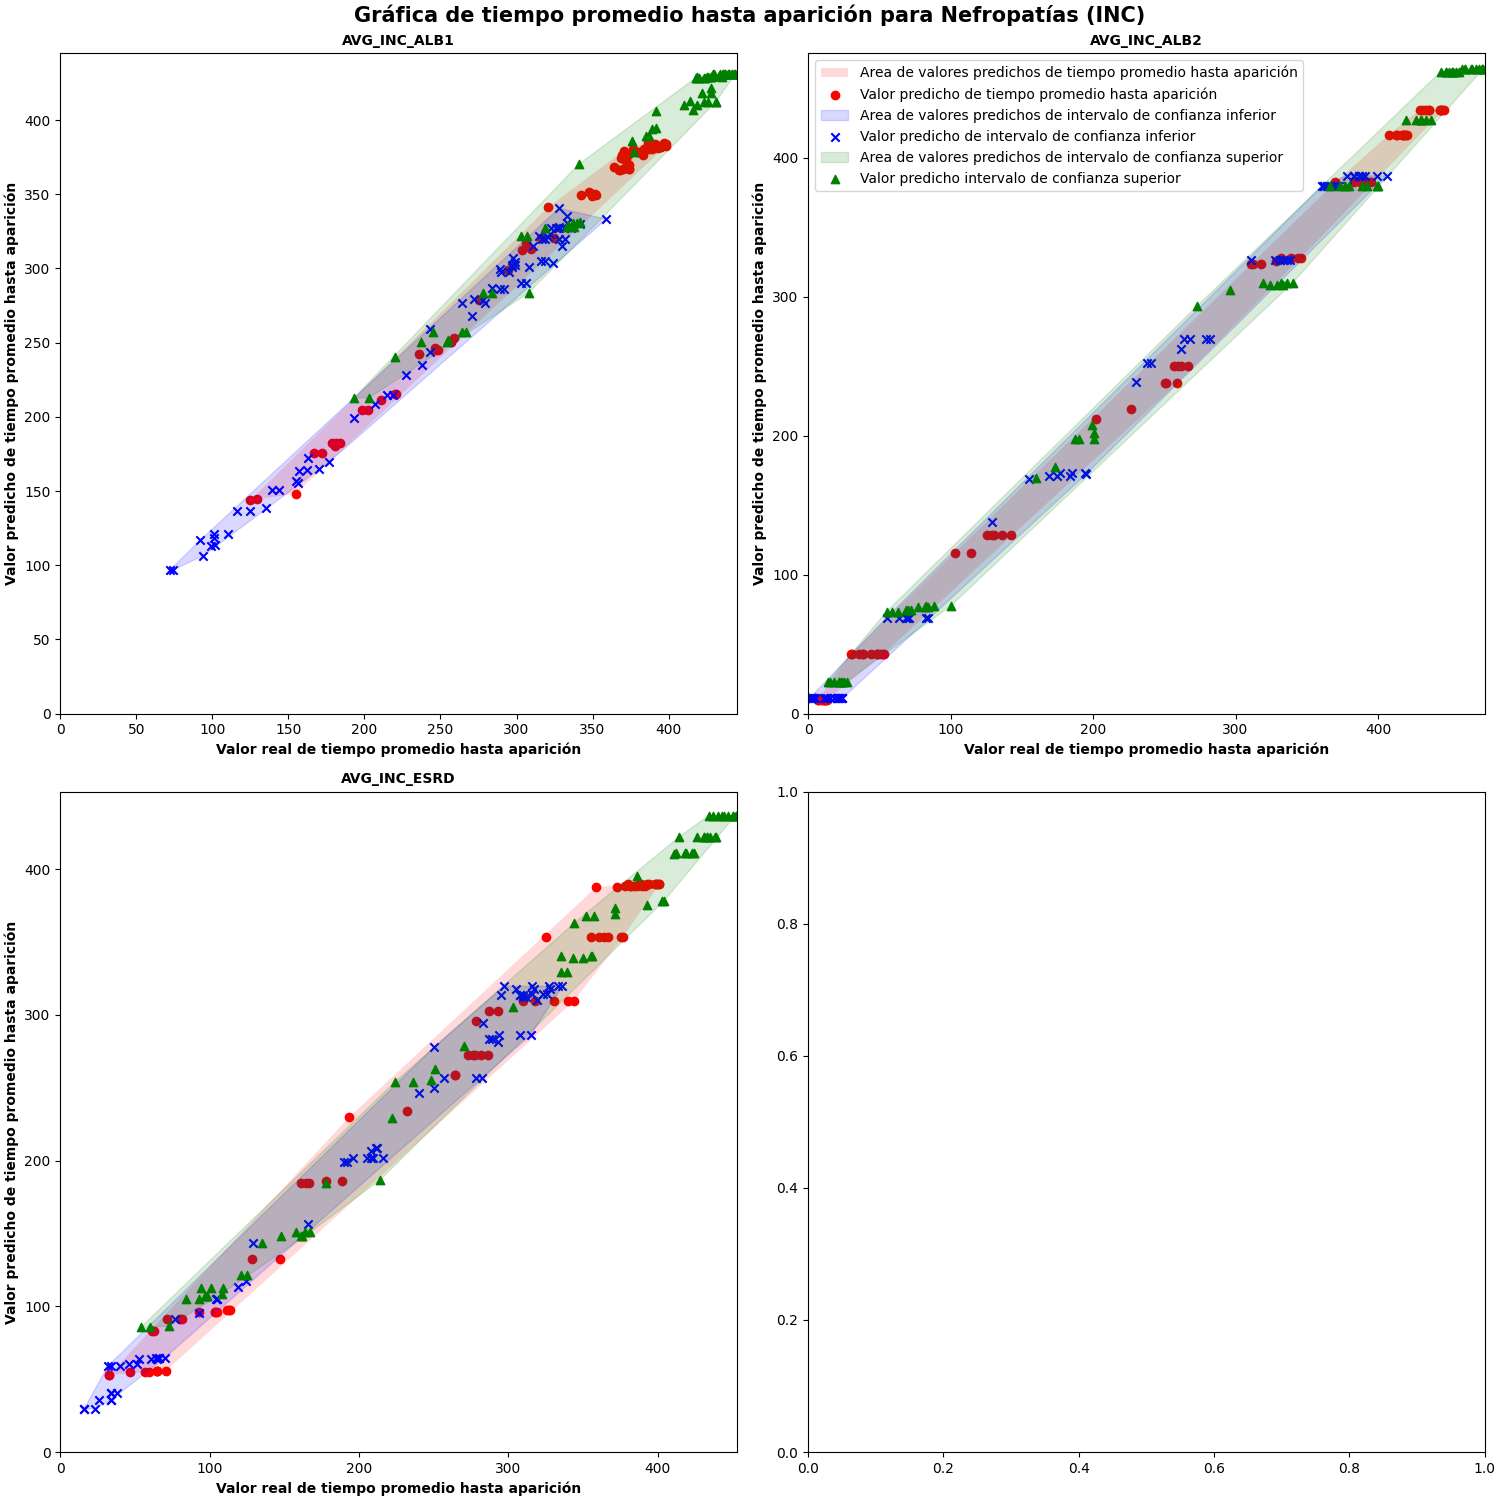 Gráfica de tiempo promedio hasta aparición para Nefropatías (INC)
AVG_INC_ALB1
Valor predicho de tiempo promedio hasta aparición
400
350
300
250
200
150
100
50
0
0 50 100 150 200 250 300 350 400
Valor real de tiempo promedio hasta aparición
AVG_INC_ALB2
Area de valores predichos de tiempo promedio hasta aparición
Valor predicho de tiempo promedio hasta aparición
Area de valores predichos de intervalo de confianza inferior
Valor predicho de intervalo de confianza inferior
Area de valores predichos de intervalo de confianza superior
Valor predicho intervalo de confianza superior
Valor predicho de tiempo promedio hasta aparición
400
300
200
100
0
0 100 200 300 400
Valor real de tiempo promedio hasta aparición
AVG_INC_ESRD
Valor predicho de tiempo promedio hasta aparición
400
300
200
100
0
0 100 200 300 400
Valor real de tiempo promedio hasta aparición
1.0
0.8
0.6
0.4
0.2
0.0
0.0 0.2 0.4 0.6 0.8 1.0